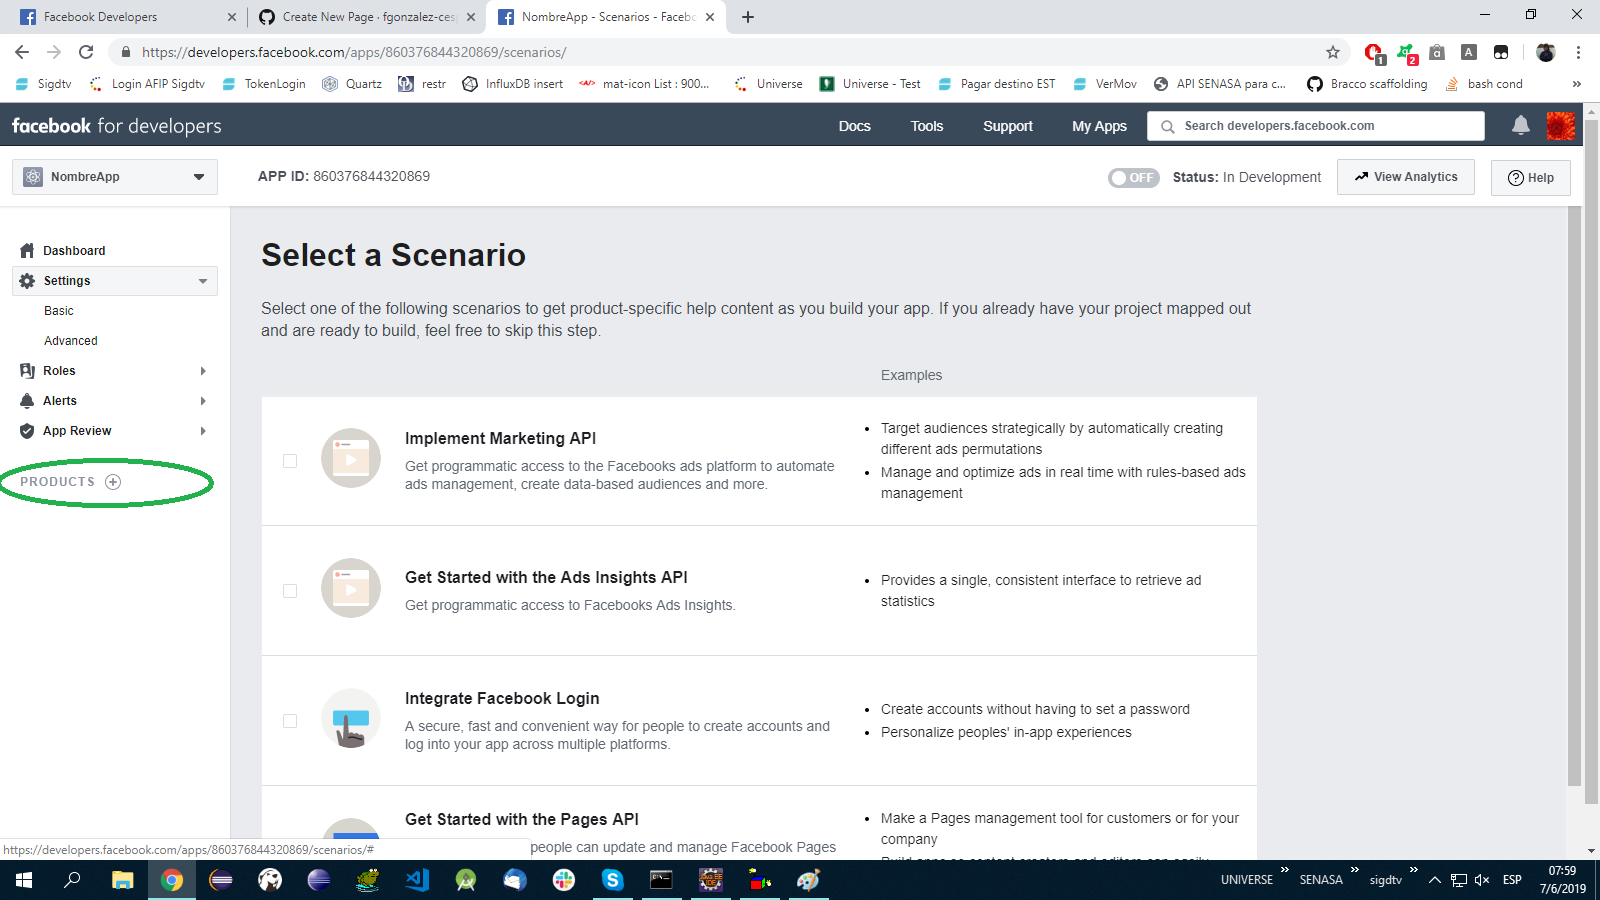 Facebook Developers
Create New Page · fgonzalez-ces
NombreApp - Scenarios - Faceb
https://developers.facebook.com/apps/860376844320869/scenarios/
1
2
Sigdtv
Login AFIP Sigdtv
TokenLogin
Quartz
restr
InfluxDB insert
mat-icon List : 900...
Universe
Universe - Test
Pagar destino EST
VerMov
API SENASA para c...
Bracco scaffolding
bash cond
»
facebook for developers
Docs
Tools
Support
My Apps
Search developers.facebook.com
NombreApp
APP ID: 860376844320869
OFF
Status: In Development
View Analytics
Help
Dashboard
Settings
Basic
Advanced
Roles
Alerts
App Review
PRODUCTS
Select a Scenario
Select one of the following scenarios to get product-specific help content as you build your app. If you already have your project mapped out
and are ready to build, feel free to skip this step.
Examples
Implement Marketing API
Get programmatic access to the Facebooks ads platform to automate
ads management, create data-based audiences and more.
• Target audiences strategically by automatically creating
different ads permutations
• Manage and optimize ads in real time with rules-based ads
management
Get Started with the Ads Insights API
Get programmatic access to Facebooks Ads Insights.
• Provides a single, consistent interface to retrieve ad
statistics
Integrate Facebook Login
A secure, fast and convenient way for people to create accounts and
log into your app across multiple platforms.
• Create accounts without having to set a password
• Personalize peoples' in-app experiences
Get Started with the Pages API
people can update and manage Facebook Pages
• Make a Pages management tool for customers or for your
company
• Build apps so content creators and editors can easily
https://developers.facebook.com/apps/860376844320869/scenarios/#
UNIVERSE »
SENASA »
sigdtv »
ESP
07:59
7/6/2019